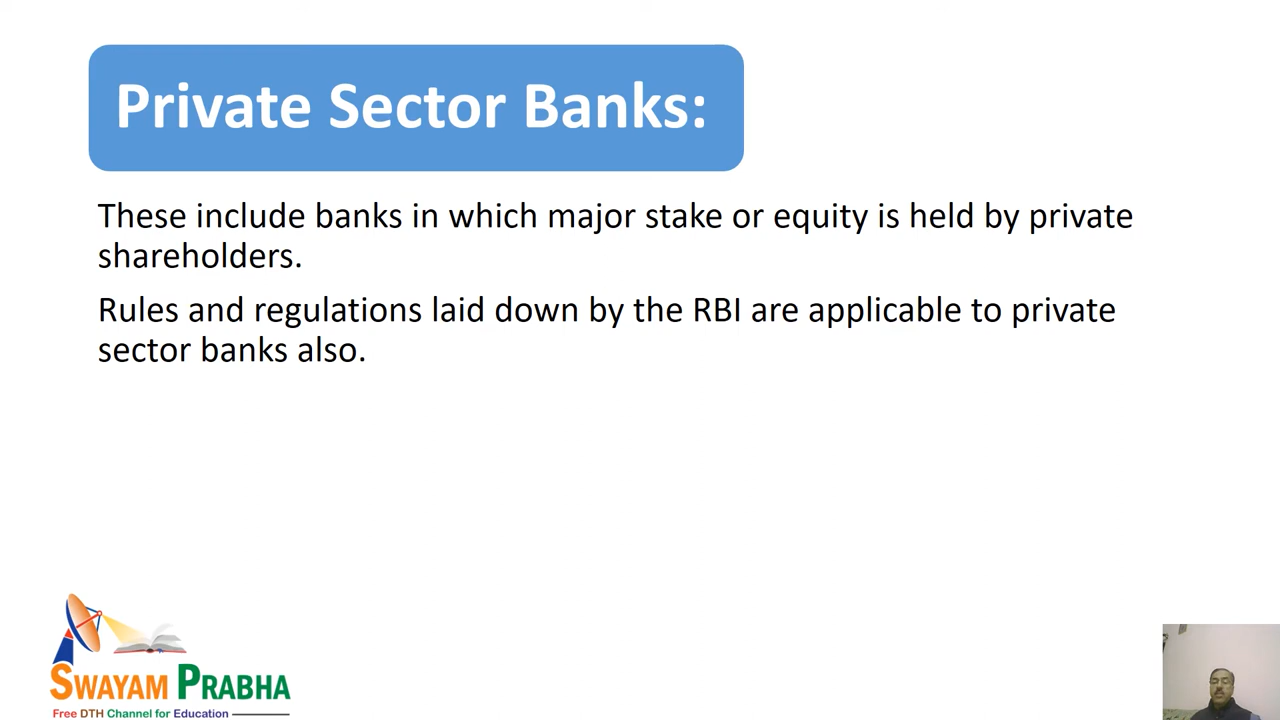 Private Sector Banks:
These include banks in which major stake or equity is held by private
shareholders.
Rules and regulations laid down by the RBI are applicable to private
sector banks also.
SWAYAM PRABHA
Free DTH Channel for Education